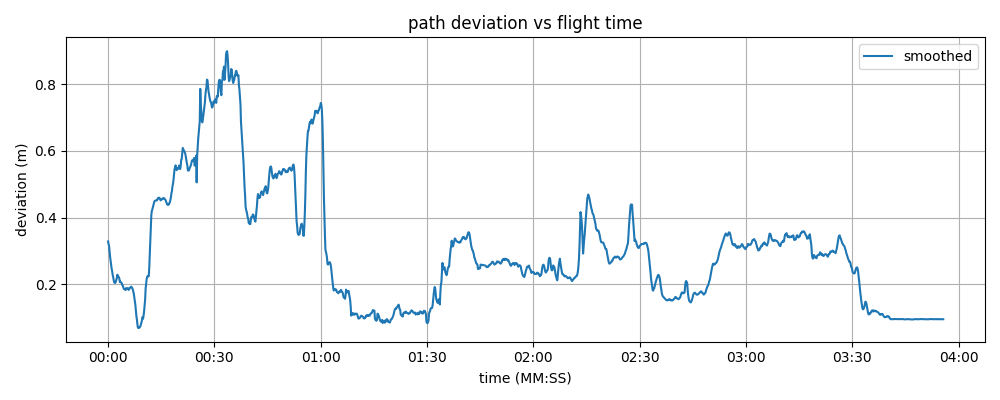 path deviation vs flight time
smoothed
deviation (m)
0.8
0.6
0.4
0.2
00:00 00:30 01:00 01:30 02:00 02:30 03:00 03:30 04:00
time (MM:SS)